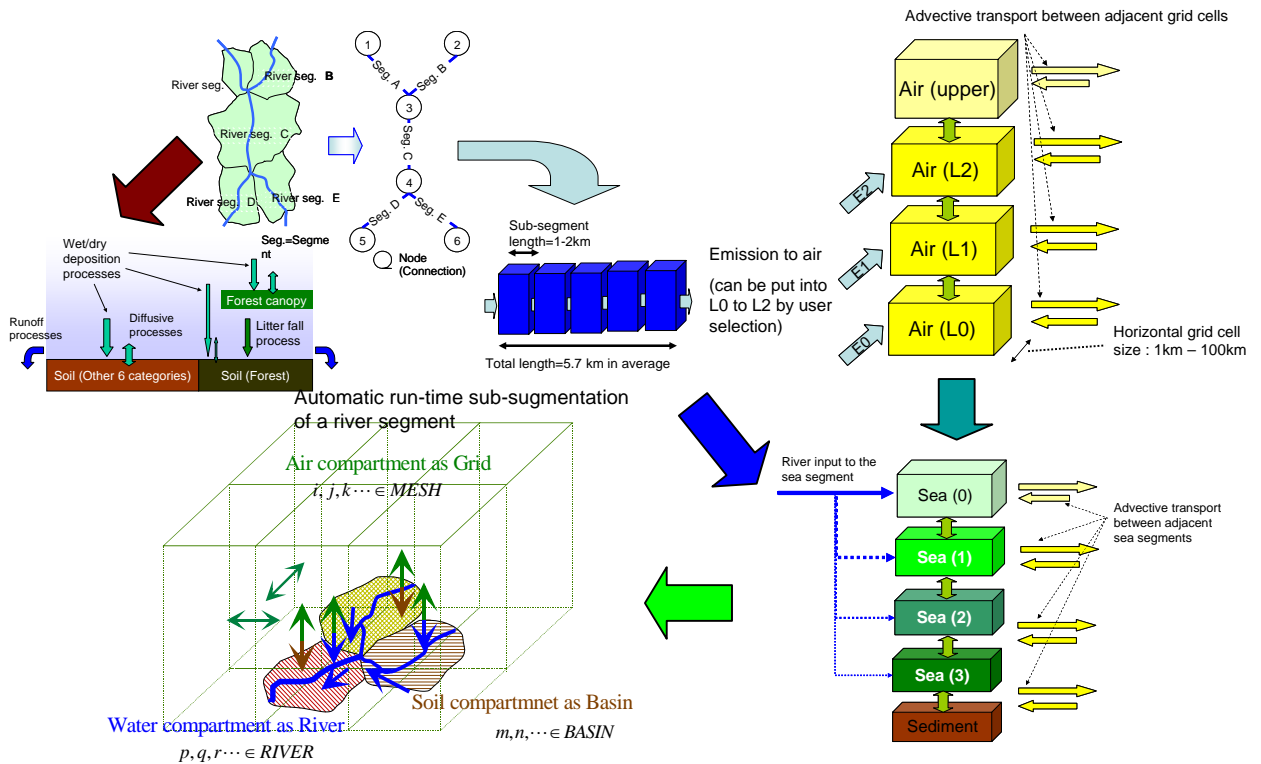 Advective transport between adjacent grid cells
1
2
River seg.
River seg. B
Seg. A
Seg. B
3
River seg. C
Seg. C
4
River seg. D
River seg. E
Seg. D
Seg. E
5
6
Seg.=Segme
nt
Node
(Connection)
Air (upper)
Air (L2)
Air (L1)
Air (L0)
E2
E1
E0
Wet/dry
deposition
processes
Forest canopy
Runoff
processes
Diffusive
processes
Litter fall
process
Soil (Other 6 categories)
Soil (Forest)
Sub-segment
length=1-2km
Total length=5.7 km in average
Emission to air
(can be put into
L0 to L2 by user
selection)
Horizontal grid cell
size : 1km – 100km
Automatic run-time sub-sugmentation
of a river segment
Air compartment as Grid
i, j, k··· ∈ MESH
Water compartment as River
p, q, r··· ∈ RIVER
Soil compartmnet as Basin
m, n, ··· ∈ BASIN
River input to the
sea segment
Sea (0)
Sea (1)
Sea (2)
Sea (3)
Sediment
Advective transport
between adjacent
sea segments